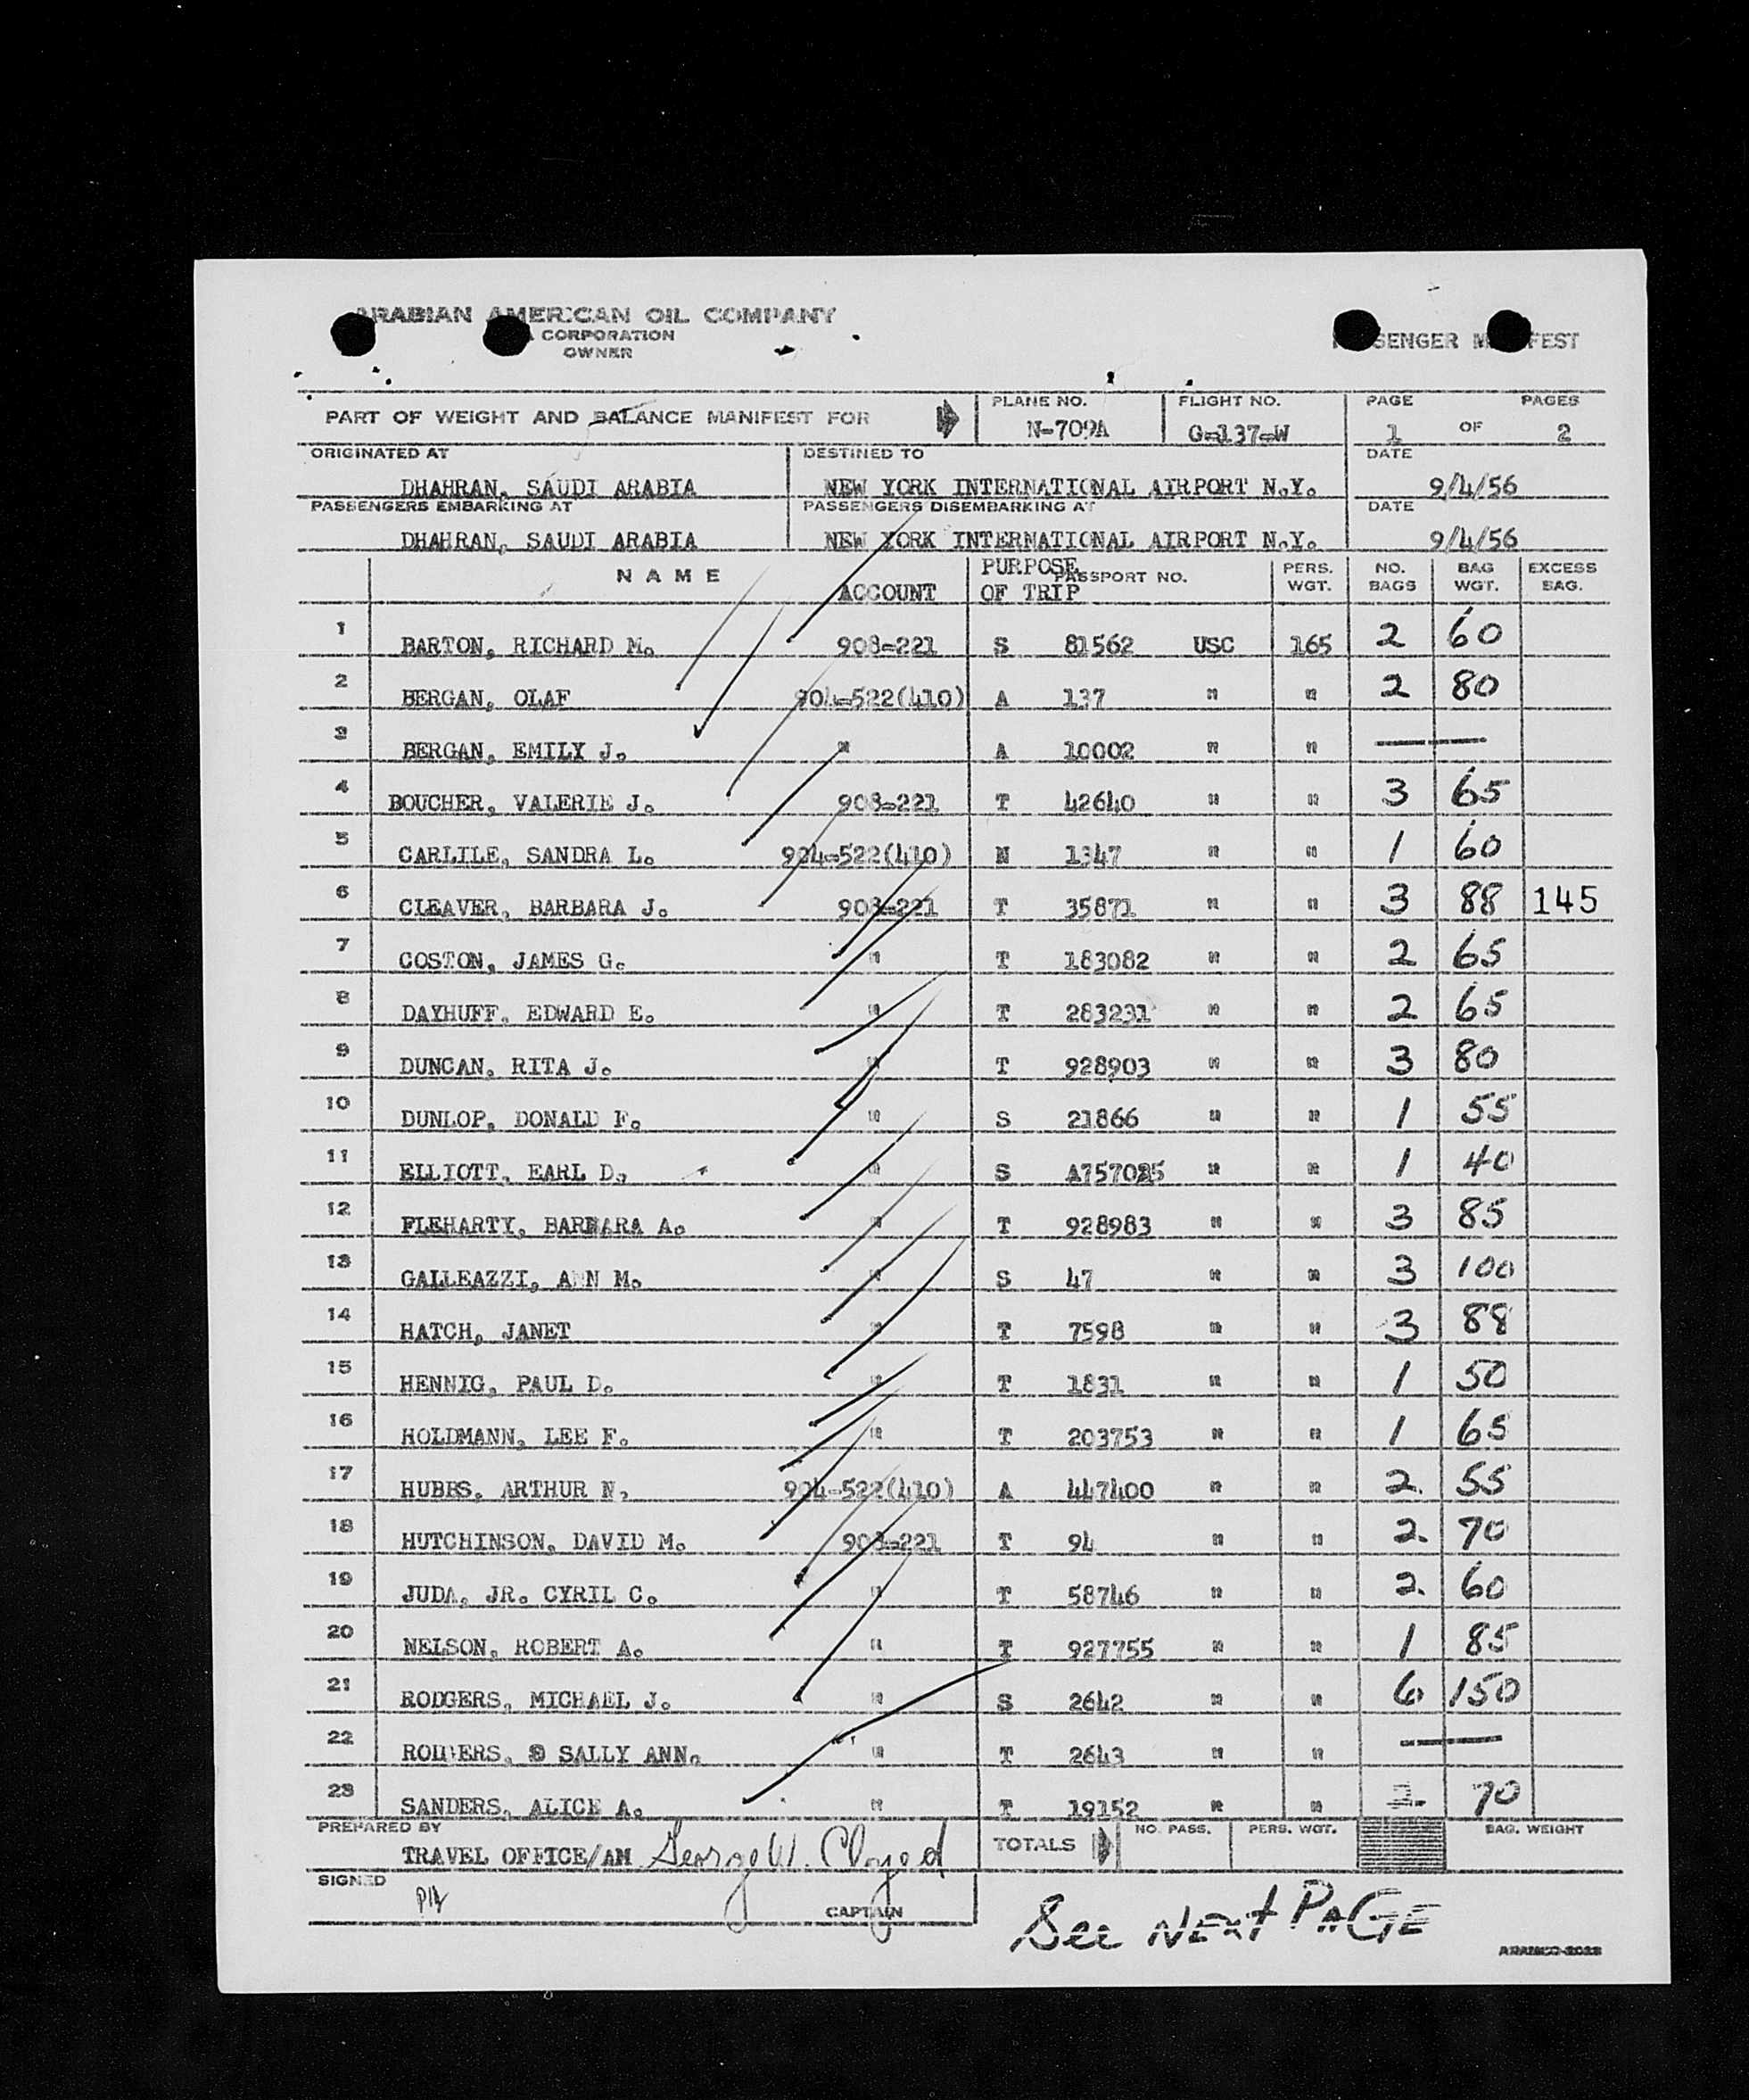 ARABIAN AMERICAN OIL COMPANY
A CORPORATION
OWNER
PASSENGER MANIFEST
PART OF WEIGHT AND BALANCE MANIFEST FOR PLANE NO. N-709A FLIGHT NO. G-137-W PAGE 1 OF PAGES 2
ORIGINATED AT DESTINED TO DATE
DHAHRAN, SAUDI ARABIA NEW YORK INTERNATIONAL AIRPORT N.Y. 9/4/56
PASSENGERS EMBARKING AT PASSENGERS DISEMBARKING AT DATE
DHAHRAN, SAUDI ARABIA NEW YORK INTERNATIONAL AIRPORT N.Y. 9/4/56
NAME ACCOUNT PURPOSE OF TRIP PASSPORT NO. PERS. WGT. NO. BAGS BAG WGT. EXCESS BAG.
1 BARTON, RICHARD M. 908-221 S 81562 USC 165 2 60
2 BERGAN, OLAF 904-522(410) A 137 " " 2 80
3 BERGAN, EMILY J. " A 10002 " " —
4 BOUCHER, VALERIE J. 908-221 T 42640 " " 3 65
5 CARLILE, SANDRA L. 904-522(410) N 1347 " " 1 60
6 CLEAVER, BARBARA J. 908-221 T 35871 " " 3 88 145
7 COSTON, JAMES G. " T 183082 " " 2 65
8 DAYHUFF, EDWARD E. " T 283231 " " 2 65
9 DUNCAN, RITA J. " T 928903 " " 3 80
10 DUNLOP, DONALD F. " S 21866 " " 1 55
11 ELLIOTT, EARL D. " S " " 1 40
12 FLEHARTY, BARBARA A. " T 928983 " " 3 85
13 GALLEAZZI, ANN M. " S 47 " " 3 100
14 HATCH, JANET " T 7598 " " 3 88
15 HENNIG, PAUL D. " T 1831 " " 1 50
16 HOLDMANN, LEE F. " T 203753 " " 1 65
17 HUBBS, ARTHUR N. 904-522(410) A 447400 " " 2. 55
18 HUTCHINSON, DAVID M. 908-221 T 94 " " 2. 70
19 JUDA, JR. CYRIL C. " T 58746 " " 2. 60
20 NELSON, ROBERT A. " T 927755 " " 1 85
21 RODGERS, MICHAEL J. " S 2642 " " 6 150
22 RODGERS, SALLY ANN. " T 2643 " " —
23 SANDERS, ALICE A. " T 19152 " " 70
PREPARED BY TOTALS NO. PASS. PERS. WGT. BAG. WEIGHT
TRAVEL OFFICE/AM George W. Cloyed
SIGNED
CAPTAIN
See NEXT PAGE
ARAMCO-2028